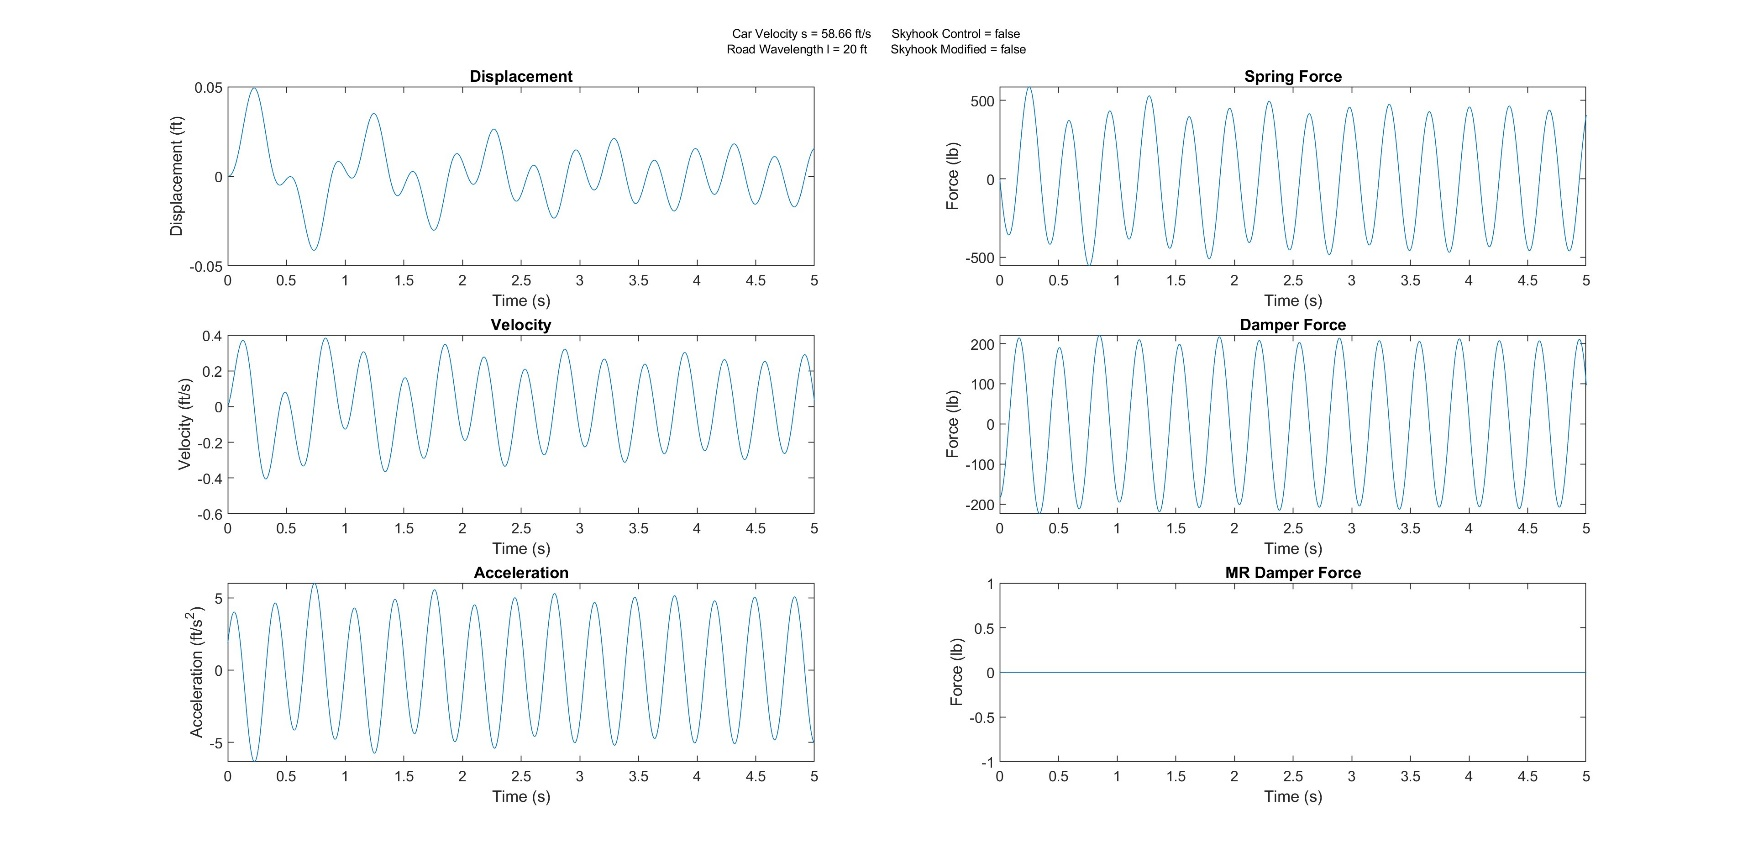 Car Velocity s = 58.66 ft/s Skyhook Control = false
Road Wavelength l = 20 ft Skyhook Modified = false
Displacement
0.05
0
-0.05
Displacement (ft)
0 0.5 1 1.5 2 2.5 3 3.5 4 4.5 5
Time (s)
Spring Force
500
0
-500
Force (lb)
0 0.5 1 1.5 2 2.5 3 3.5 4 4.5 5
Time (s)
Velocity
0.4
0.2
0
-0.2
-0.4
-0.6
Velocity (ft/s)
0 0.5 1 1.5 2 2.5 3 3.5 4 4.5 5
Time (s)
Damper Force
200
100
0
-100
-200
Force (lb)
0 0.5 1 1.5 2 2.5 3 3.5 4 4.5 5
Time (s)
Acceleration
5
0
-5
Acceleration (ft/s²)
0 0.5 1 1.5 2 2.5 3 3.5 4 4.5 5
Time (s)
MR Damper Force
1
0.5
0
-0.5
-1
Force (lb)
0 0.5 1 1.5 2 2.5 3 3.5 4 4.5 5
Time (s)